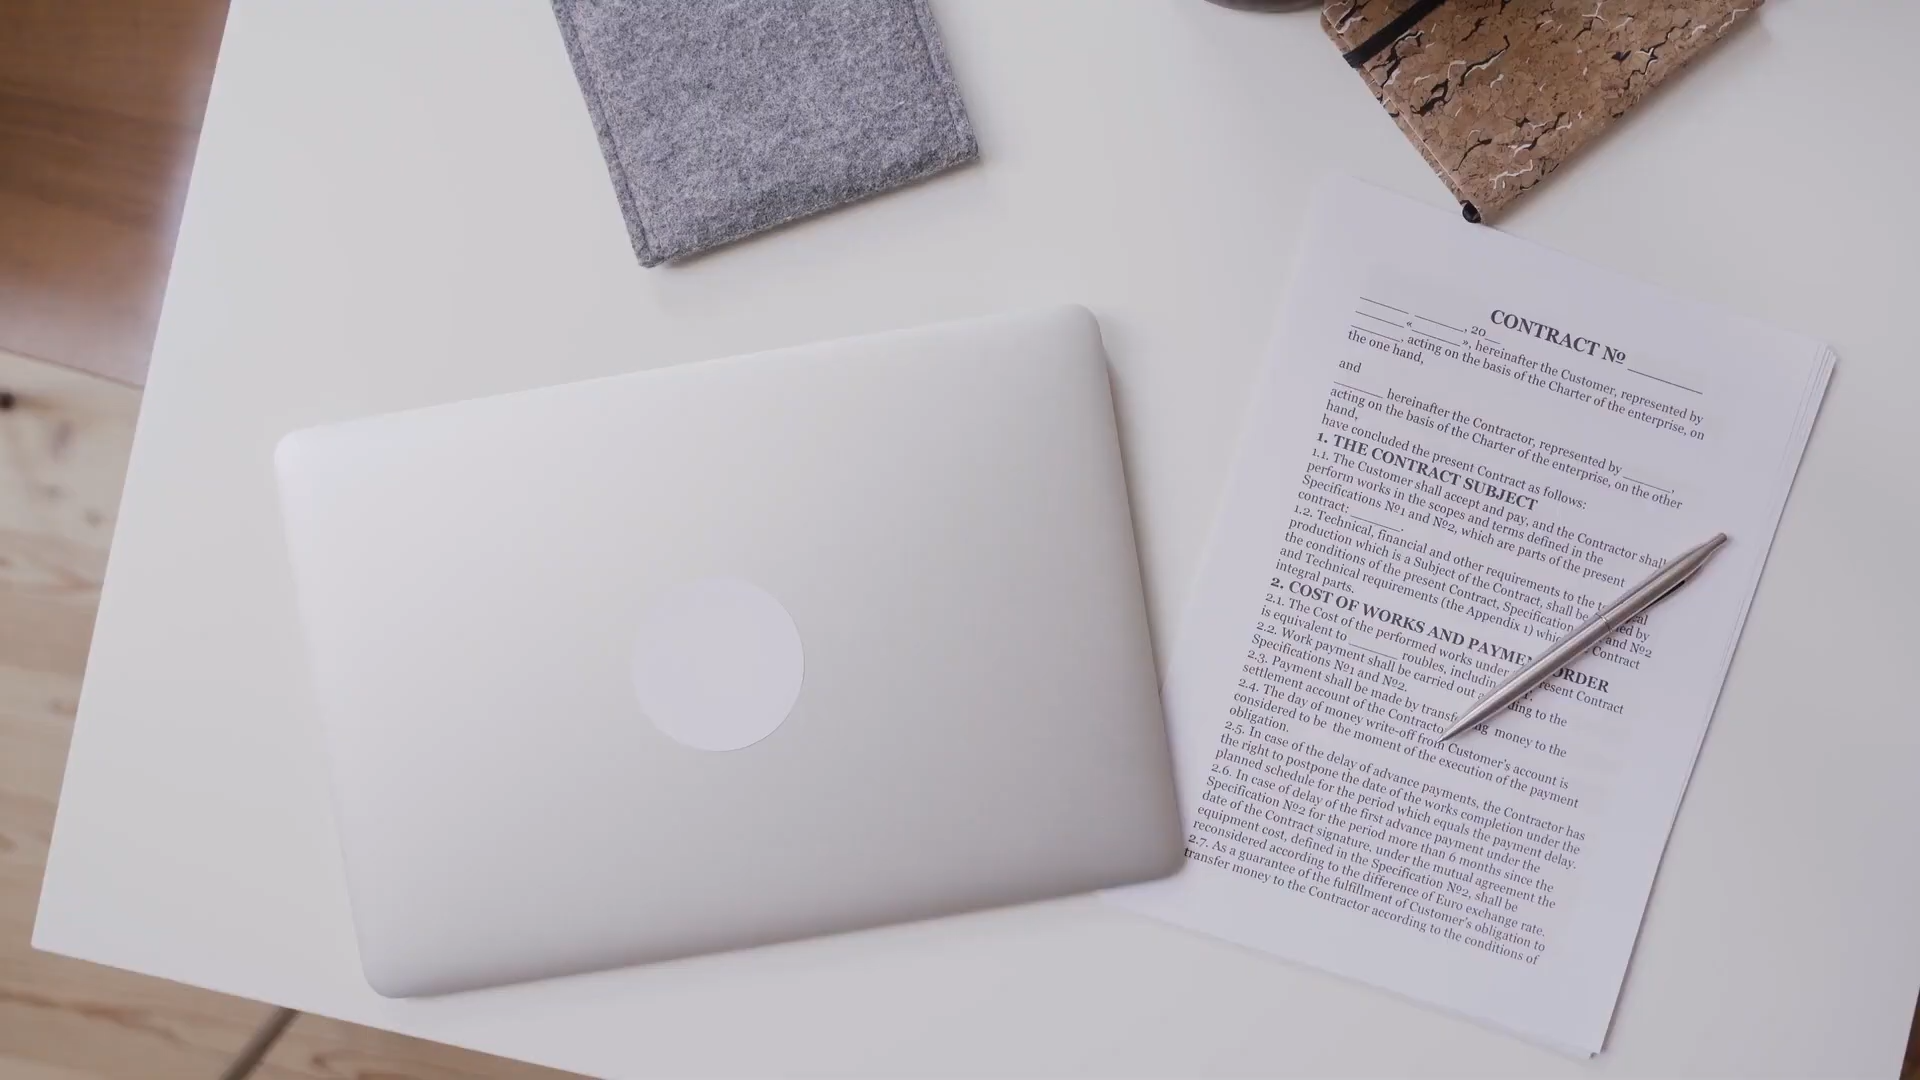 CONTRACT № ________
______ ______, 20__
______ «______», hereinafter the Customer, represented by
______, acting on the basis of the Charter of the enterprise, on
the one hand,
and
______ hereinafter the Contractor, represented by ______,
acting on the basis of the Charter of the enterprise, on the other
hand,
have concluded the present Contract as follows:
1. THE CONTRACT SUBJECT
1.1. The Customer shall accept and pay, and the Contractor shall
perform works in the scopes and terms defined in the
Specifications №1 and №2, which are parts of the present
contract: ______.
1.2. Technical, financial and other requirements to the
production which is a Subject of the Contract, shall be by
the conditions of the present Contract, Specification and №2
and Technical requirements (the Appendix 1) Contract
integral parts.
2. COST OF WORKS AND ORDER
2.1. The Cost of the performed works under Contract
is equivalent to ______ roubles,
2.2. Work payment shall be carried out to the
Specifications №1 and №2.
2.3. Payment shall be made by money to the
settlement account of the
2.4. The day of money write-off from Customer's account is
considered to be the moment of the execution of the payment
obligation.
2.5. In case of the delay of advance payments, the Contractor has
the right to postpone the date of the works completion under the
planned schedule for the period which equals the payment delay.
2.6. In case of delay of the first advance payment under the
Specification №2 for the period more than 6 months since the
date of the Contract signature, under the mutual agreement the
equipment cost, defined in the Specification №2, shall be
reconsidered according to the difference of Euro exchange rate.
2.7. As a guarantee of the fulfillment of Customer's obligation to
transfer money to the Contractor according to the conditions of